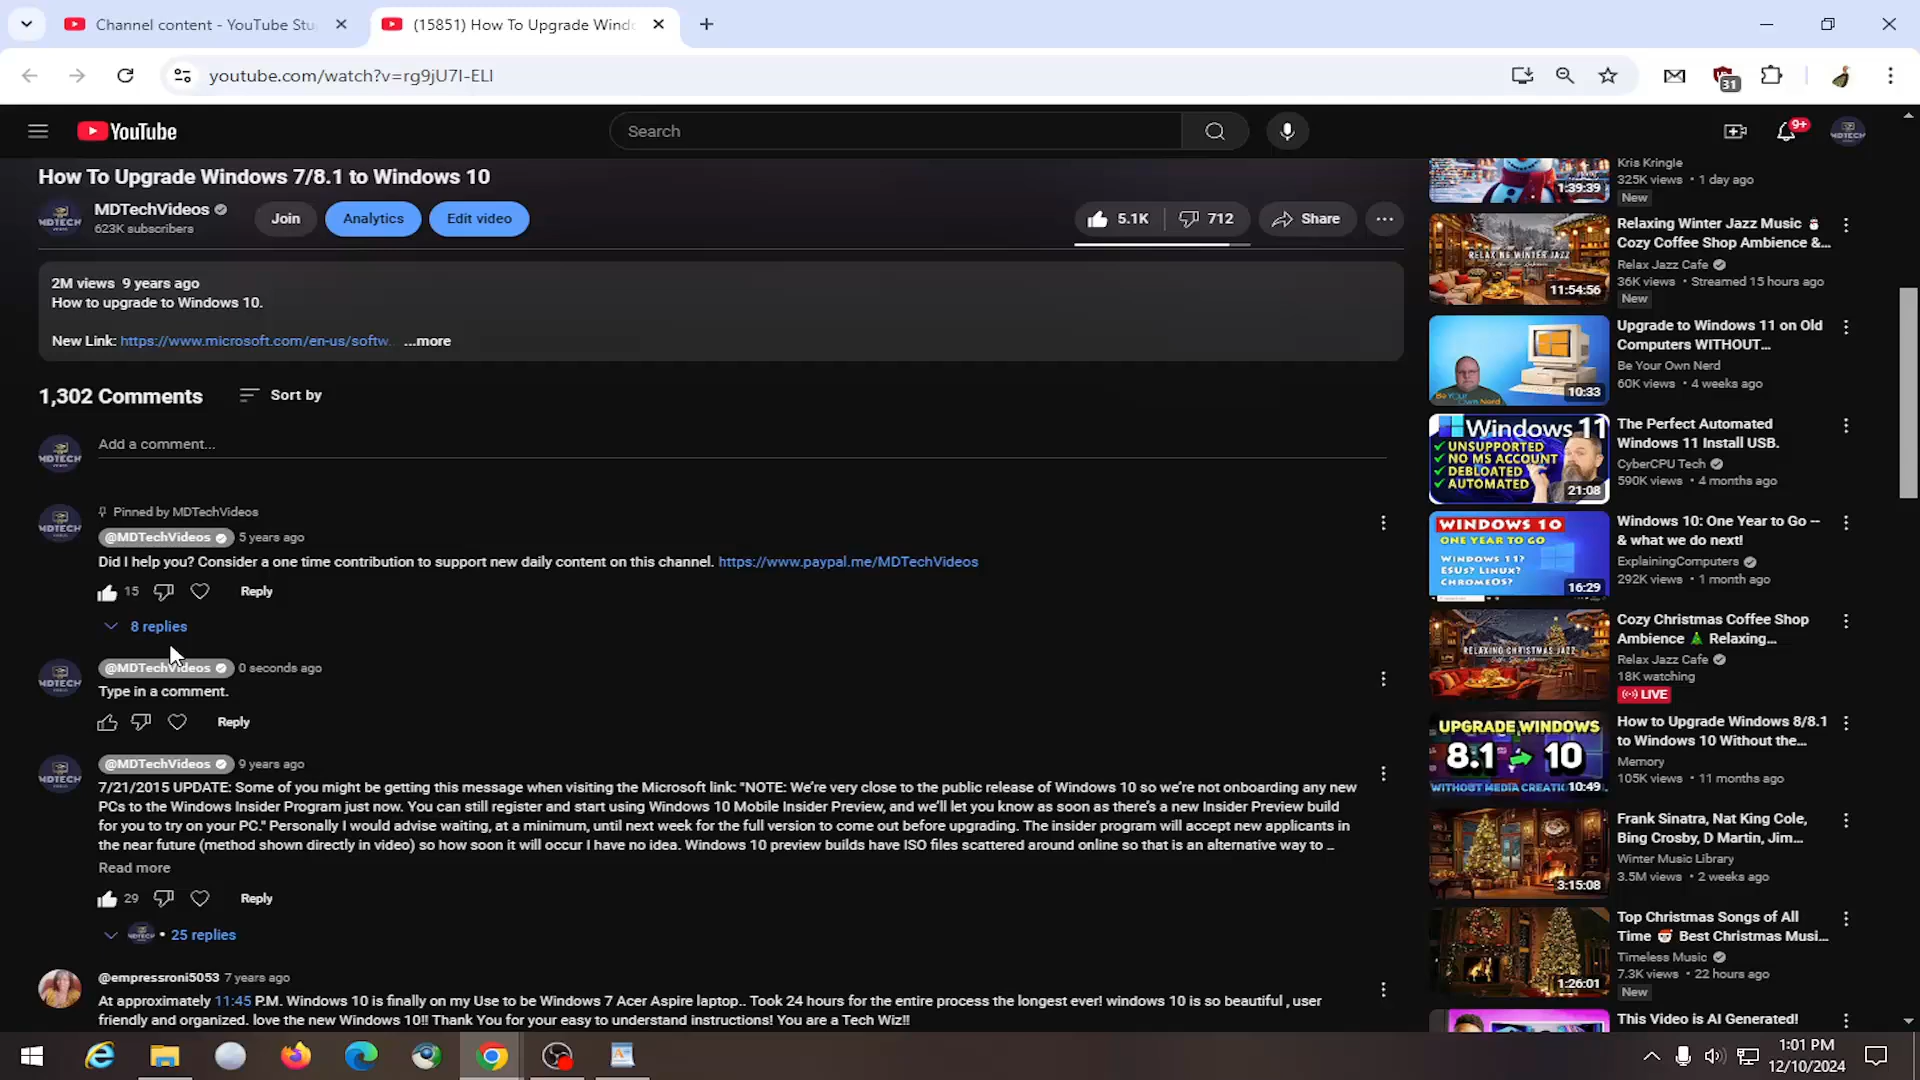 Channel content - YouTube Stu
(15851) How To Upgrade Wind
youtube.com/watch?v=rg9jU7I-ELI
31
YouTube
Search
9+
How To Upgrade Windows 7/8.1 to Windows 10
MDTechVideos
623K subscribers
Join
Analytics
Edit video
5.1K
712
Share
2M views 9 years ago
How to upgrade to Windows 10.
New Link: https://www.microsoft.com/en-us/softw... ...more
1,302 Comments
Sort by
Add a comment...
Pinned by MDTechVideos
@MDTechVideos 5 years ago
Did I help you? Consider a one time contribution to support new daily content on this channel. https://www.paypal.me/MDTechVideos
15
Reply
8 replies
@MDTechVideos 0 seconds ago
Type in a comment.
Reply
@MDTechVideos 9 years ago
7/21/2015 UPDATE: Some of you might be getting this message when visiting the Microsoft link: "NOTE: We're very close to the public release of Windows 10 so we're not onboarding any new
PCs to the Windows Insider Program just now. You can still register and start using Windows 10 Mobile Insider Preview, and we'll let you know as soon as there's a new Insider Preview build
for you to try on your PC." Personally I would advise waiting, at a minimum, until next week for the full version to come out before upgrading. The insider program will accept new applicants in
the near future (method shown directly in video) so how soon it will occur I have no idea. Windows 10 preview builds have ISO files scattered around online so that is an alternative way to ...
Read more
29
Reply
25 replies
@empressroni5053 7 years ago
At approximately 11:45 P.M. Windows 10 is finally on my Use to be Windows 7 Acer Aspire laptop.. Took 24 hours for the entire process the longest ever! windows 10 is so beautiful , user
friendly and organized. love the new Windows 10!! Thank You for your easy to understand instructions! You are a Tech Wiz!!
1:39:39
Kris Kringle
325K views • 1 day ago
New
RELAXING WINTER JAZZ
11:54:56
Relaxing Winter Jazz Music
Cozy Coffee Shop Ambience &...
Relax Jazz Cafe
36K views • Streamed 15 hours ago
New
Be Your Own Nerd
10:33
Upgrade to Windows 11 on Old
Computers WITHOUT...
Be Your Own Nerd
60K views • 4 weeks ago
Windows 11
UNSUPPORTED
NO MS ACCOUNT
DEBLOATED
AUTOMATED
21:08
The Perfect Automated
Windows 11 Install USB.
CyberCPU Tech
590K views • 4 months ago
WINDOWS 10
ONE YEAR TO GO
WINDOWS 11?
ESUs? LINUX?
CHROMEOS?
16:29
Windows 10: One Year to Go --
& what we do next!
ExplainingComputers
292K views • 1 month ago
RELAXING CHRISTMAS JAZZ
Cozy Christmas Coffee Shop
Ambience 🎄 Relaxing...
Relax Jazz Cafe
18K watching
LIVE
UPGRADE WINDOWS
8.1 10
WITHOUT MEDIA CREATI
10:49
How to Upgrade Windows 8/8.1
to Windows 10 Without the...
Memory
105K views • 11 months ago
3:15:08
Frank Sinatra, Nat King Cole,
Bing Crosby, D Martin, Jim...
Winter Music Library
3.5M views • 2 weeks ago
1:26:01
Top Christmas Songs of All
Time 🎅 Best Christmas Musi...
Timeless Music
7.3K views • 22 hours ago
New
This Video is AI Generated!
1:01 PM
12/10/2024